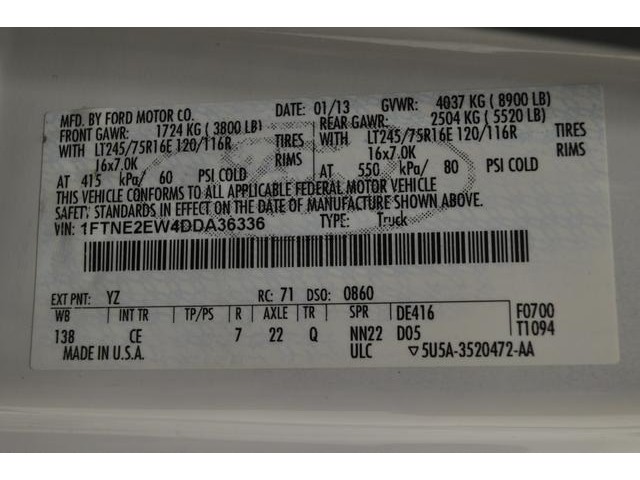 MFD. BY FORD MOTOR CO. DATE: 01/13 GVWR: 4037 KG ( 8900 LB)
FRONT GAWR: 1724 KG ( 3800 LB) REAR GAWR: 2504 KG ( 5520 LB)
WITH LT245/75R16E 120/116R TIRES WITH LT245/75R16E 120/116R TIRES
16x7.0K RIMS 16x7.0K RIMS
AT 415 kPa/ 60 PSI COLD AT 550 kPa/ 80 PSI COLD
THIS VEHICLE CONFORMS TO ALL APPLICABLE FEDERAL MOTOR VEHICLE
SAFETY STANDARDS IN EFFECT ON THE DATE OF MANUFACTURE SHOWN ABOVE.
VIN: 1FTNE2EW4DDA36336 TYPE: Truck
EXT PNT: YZ RC: 71 DSO: 0860
WB INT TR TP/PS R AXLE TR SPR DE416 F0700
138 CE 7 22 Q NN22 D05 T1094
MADE IN U.S.A. ULC ▽5U5A-3520472-AA